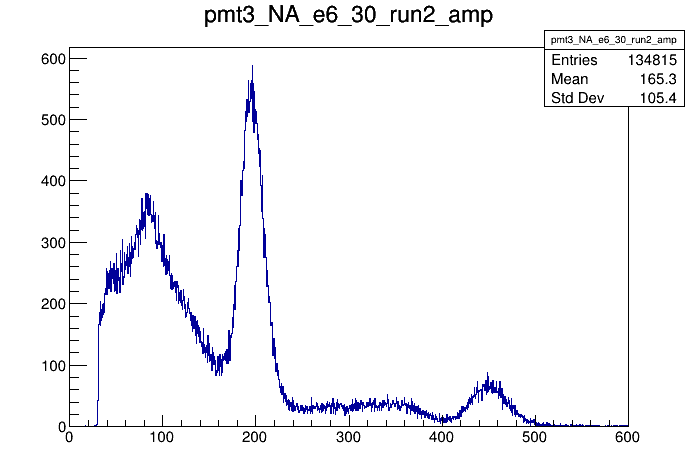 pmt3_NA_e6_30_run2_amp
pmt3_NA_e6_30_run2_amp
Entries 134815
Mean 165.3
Std Dev 105.4
600
500
400
300
200
100
0
0 100 200 300 400 500 600